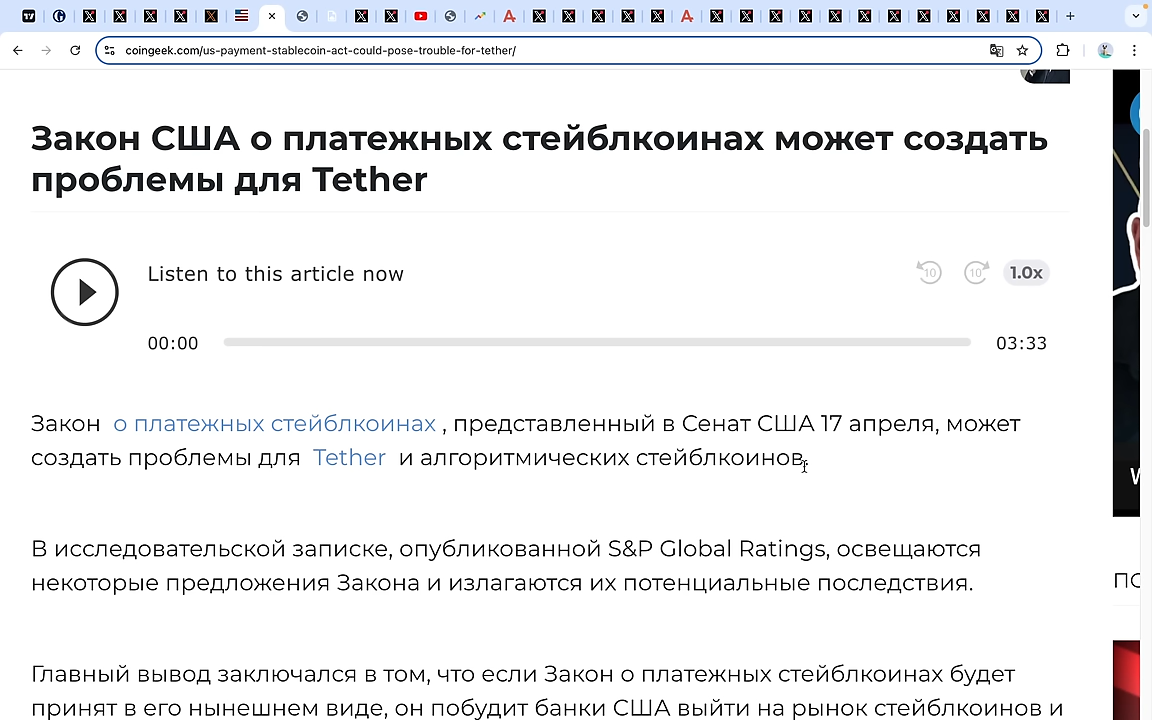 coingeek.com/us-payment-stablecoin-act-could-pose-trouble-for-tether/
Закон США о платежных стейблкоинах может создать
проблемы для Tether
Listen to this article now
10
10
1.0x
00:00
03:33
Закон о платежных стейблкоинах , представленный в Сенат США 17 апреля, может
создать проблемы для Tether и алгоритмических стейблкоинов.
В исследовательской записке, опубликованной S&P Global Ratings, освещаются
некоторые предложения Закона и излагаются их потенциальные последствия.
ПО
Главный вывод заключался в том, что если Закон о платежных стейблкоинах будет
принят в его нынешнем виде, он побудит банки США выйти на рынок стейблкоинов и